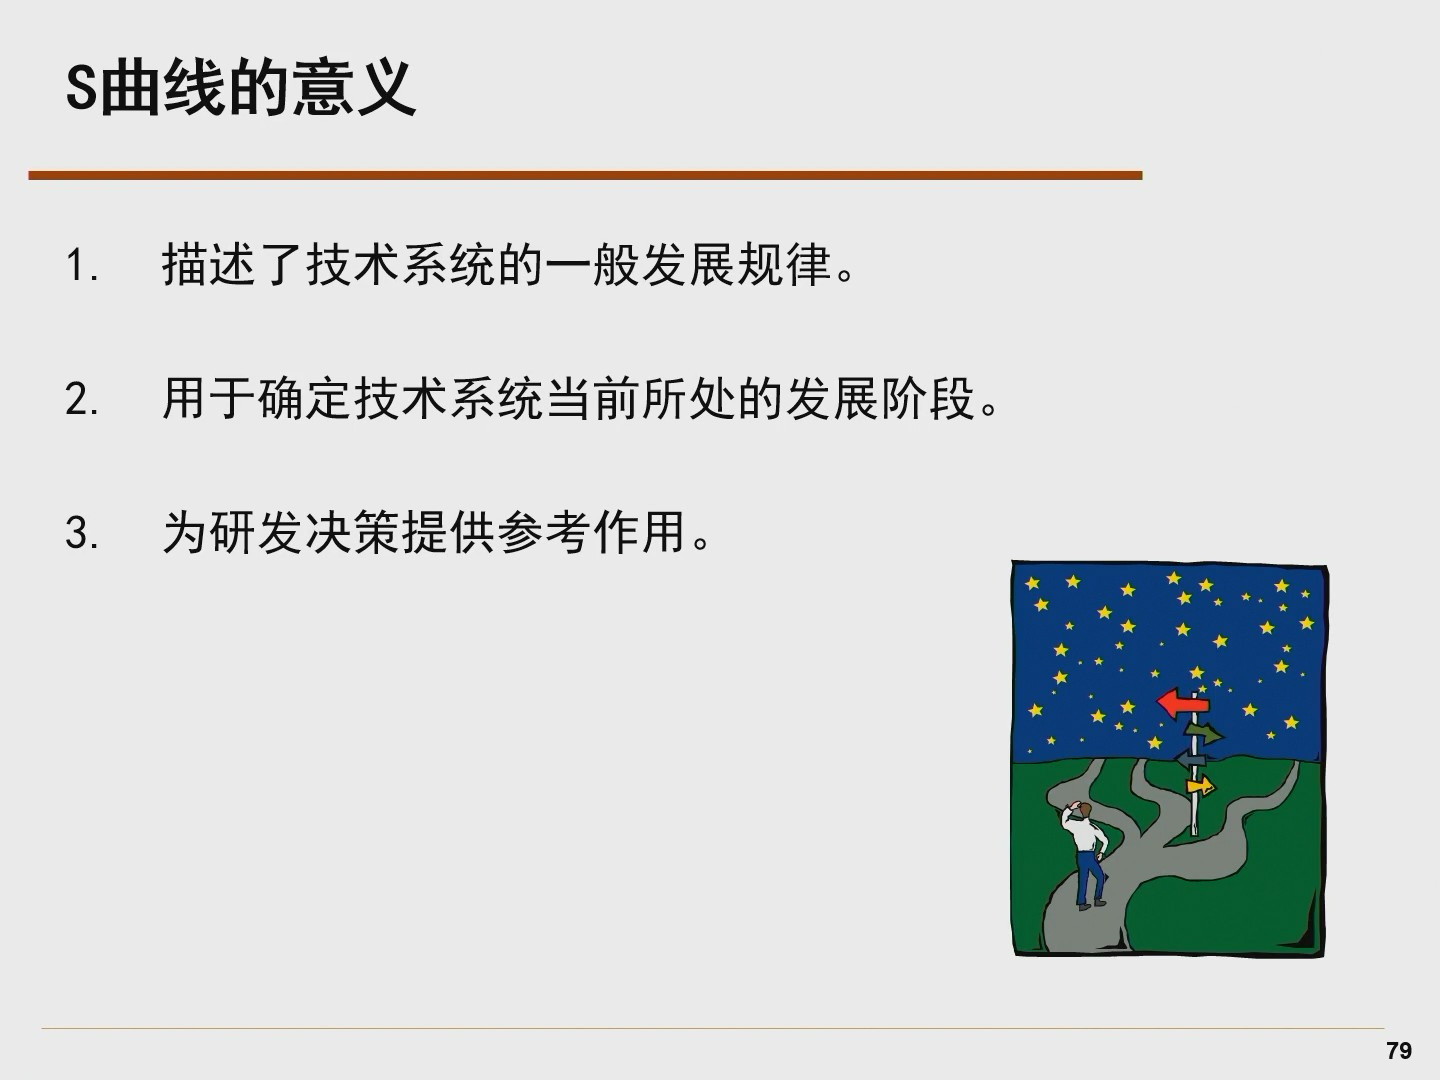 S曲线的意义
1. 描述了技术系统的一般发展规律。
2. 用于确定技术系统当前所处的发展阶段。
3. 为研发决策提供参考作用。
79